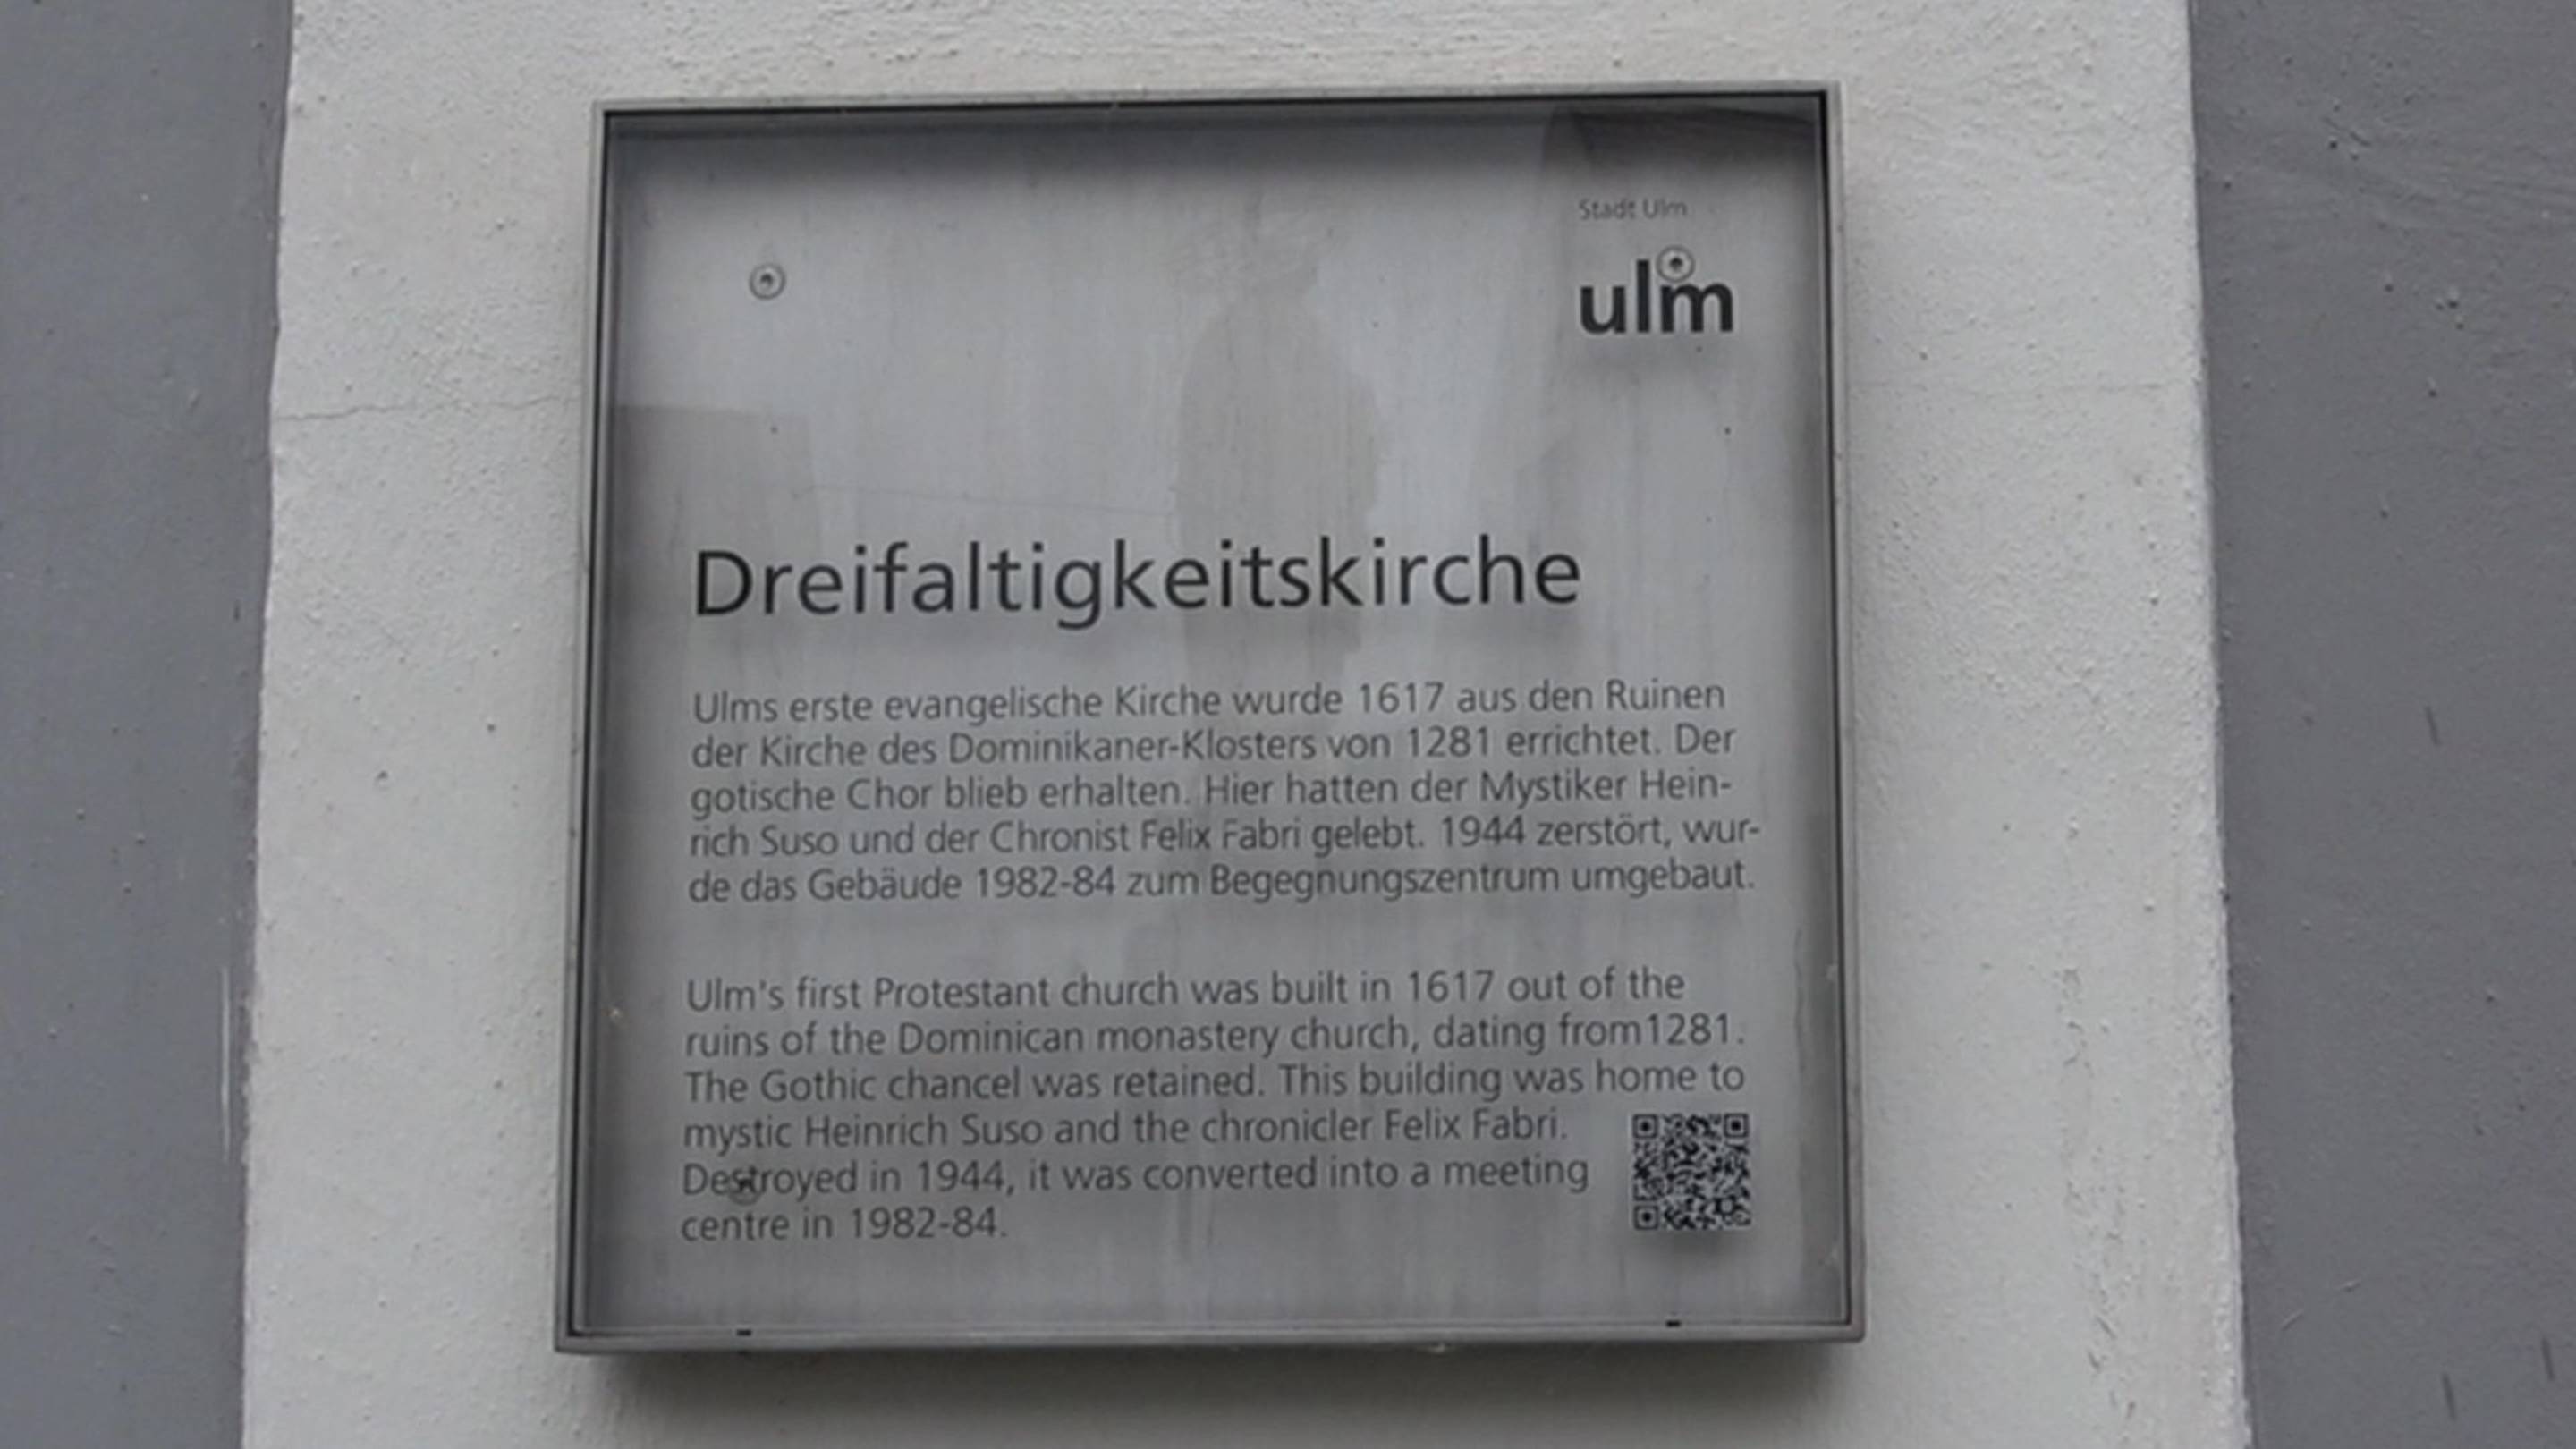 Stadt Ulm
ulm
Dreifaltigkeitskirche
Ulms erste evangelische Kirche wurde 1617 aus den Ruinen
der Kirche des Dominikaner-Klosters von 1281 errichtet. Der
gotische Chor blieb erhalten. Hier hatten der Mystiker Hein-
rich Suso und der Chronist Felix Fabri gelebt. 1944 zerstört, wur-
de das Gebäude 1982-84 zum Begegnungszentrum umgebaut.
Ulm's first Protestant church was built in 1617 out of the
ruins of the Dominican monastery church, dating from1281.
The Gothic chancel was retained. This building was home to
mystic Heinrich Suso and the chronicler Felix Fabri.
Destroyed in 1944, it was converted into a meeting
centre in 1982-84.